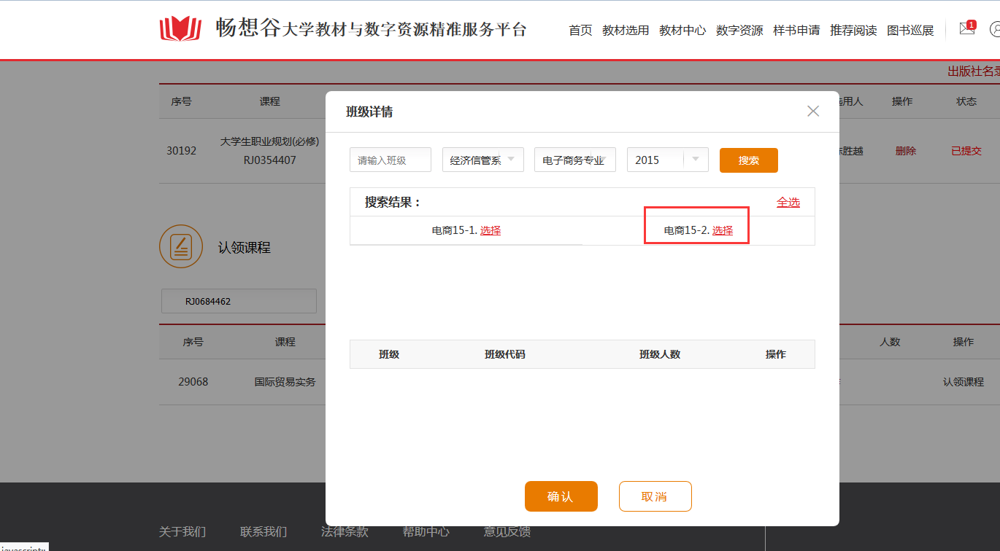 畅想谷大学教材与数字资源精准服务平台
首页 教材选用 教材中心 数字资源 样书申请 推荐阅读 图书巡展 1
出版社名录
序号 课程 选用人 操作 状态
30192 大学生职业规划(必修) RJ0354407 胜越 删除 已提交
认领课程
RJ0684462
序号 课程 人数 操作
29068 国际贸易实务 认领课程
班级详情
请输入班级 经济信管系 电子商务专业 2015 搜索
搜索结果： 全选
电商15-1. 选择 电商15-2. 选择
班级 班级代码 班级人数 操作
确认 取消
关于我们 联系我们 法律条款 帮助中心 意见反馈